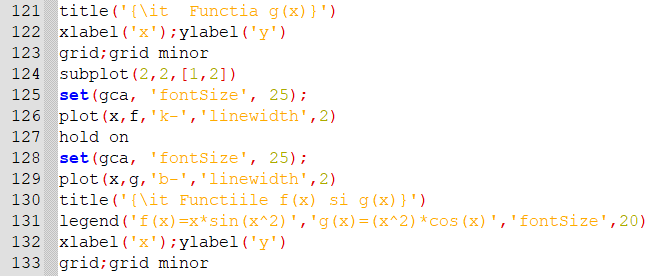 121 title('{\it  Functia g(x)}')
122 xlabel('x');ylabel('y')
123 grid;grid minor
124 subplot(2,2,[1,2])
125 set(gca, 'fontSize', 25);
126 plot(x,f,'k-','linewidth',2)
127 hold on
128 set(gca, 'fontSize', 25);
129 plot(x,g,'b-','linewidth',2)
130 title('{\it Functiile f(x) si g(x)}')
131 legend('f(x)=x*sin(x^2)','g(x)=(x^2)*cos(x)','fontSize',20)
132 xlabel('x');ylabel('y')
133 grid;grid minor